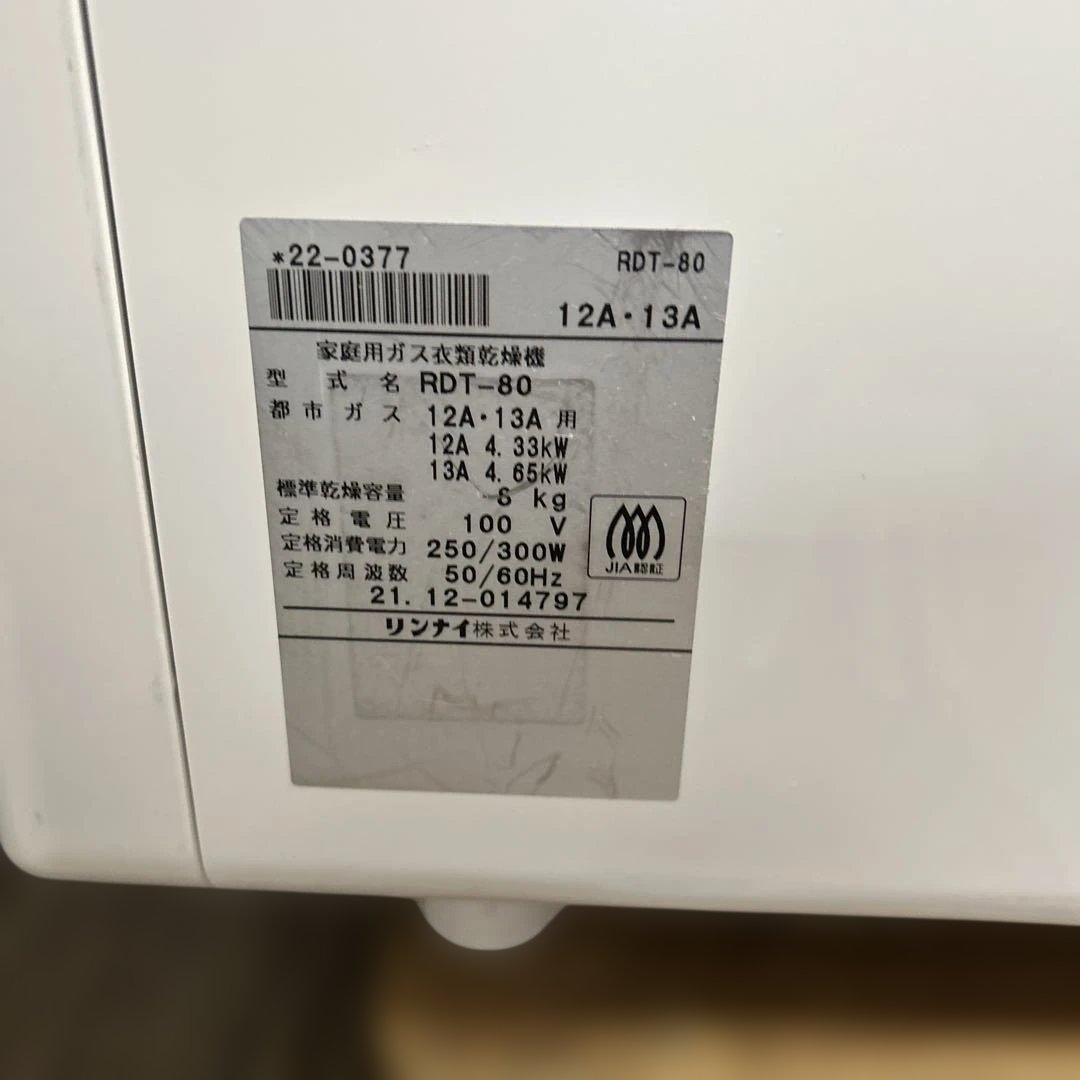 *22-0377 RDT-80
12A・13A
家庭用ガス衣類乾燥機
型式名 RDT-80
都市ガス 12A・13A 用
12A 4.33kW
13A 4.65kW
標準乾燥容量 8 kg
定格電圧 100 V
定格消費電力 250/300W
定格周波数 50/60Hz
21.12-014797
リンナイ株式会社
JIA認証